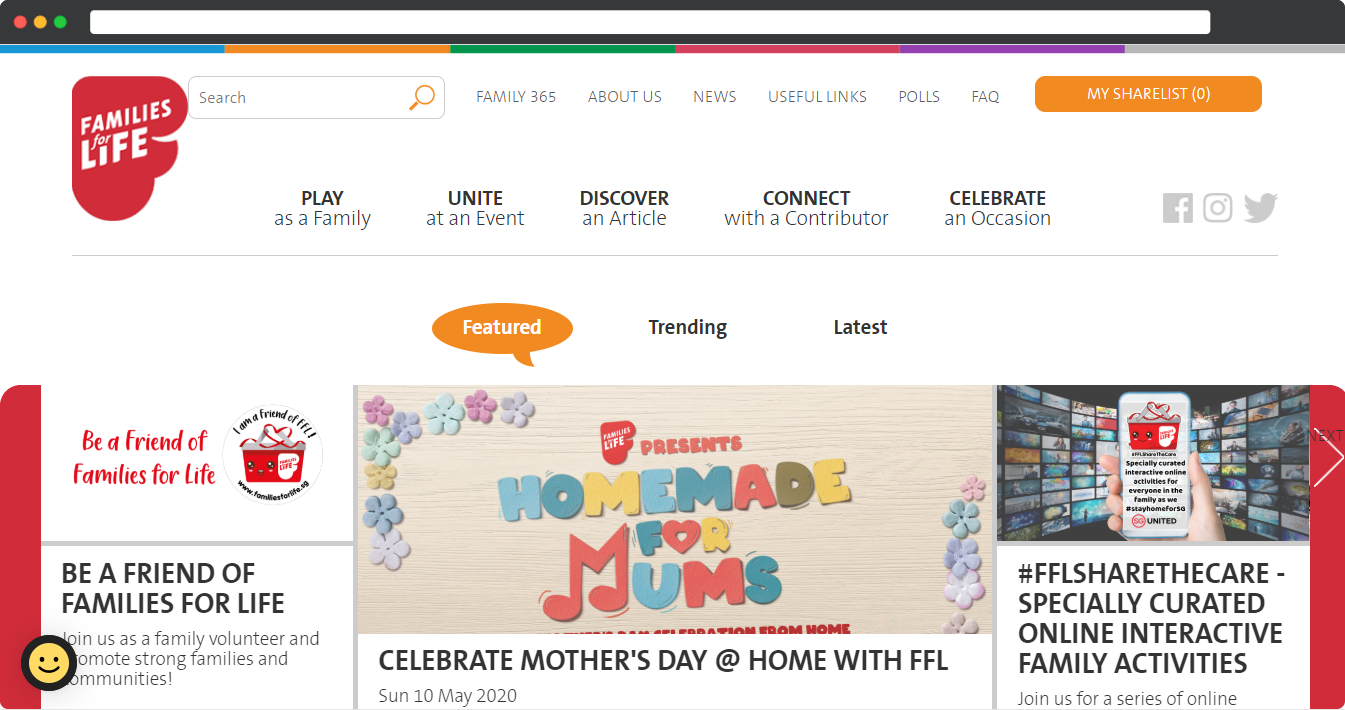 FAMILIES
for
LiFE
Search
FAMILY 365
ABOUT US
NEWS
USEFUL LINKS
POLLS
FAQ
MY SHARELIST (0)
PLAY
as a Family
UNITE
at an Event
DISCOVER
an Article
CONNECT
with a Contributor
CELEBRATE
an Occasion
Featured
Trending
Latest
Be a Friend of
Families for Life
I am a Friend of FFL!
FAMILIES
for
LiFE
www.familiesforlife.sg
BE A FRIEND OF
FAMILIES FOR LIFE
Join us as a family volunteer and
promote strong families and
communities!
FAMILIES
for
LiFE
PRESENTS
HOMEMADE
FOR
MUMS
MOTHER'S DAY CELEBRATION FROM HOME
CELEBRATE MOTHER'S DAY @ HOME WITH FFL
Sun 10 May 2020
#FFLShareTheCare
Specially curated
interactive online
activities for
everyone in the
family as we
#stayhomeforSG
SG UNITED
NEXT
#FFLSHARETHECARE -
SPECIALLY CURATED
ONLINE INTERACTIVE
FAMILY ACTIVITIES
Join us for a series of online